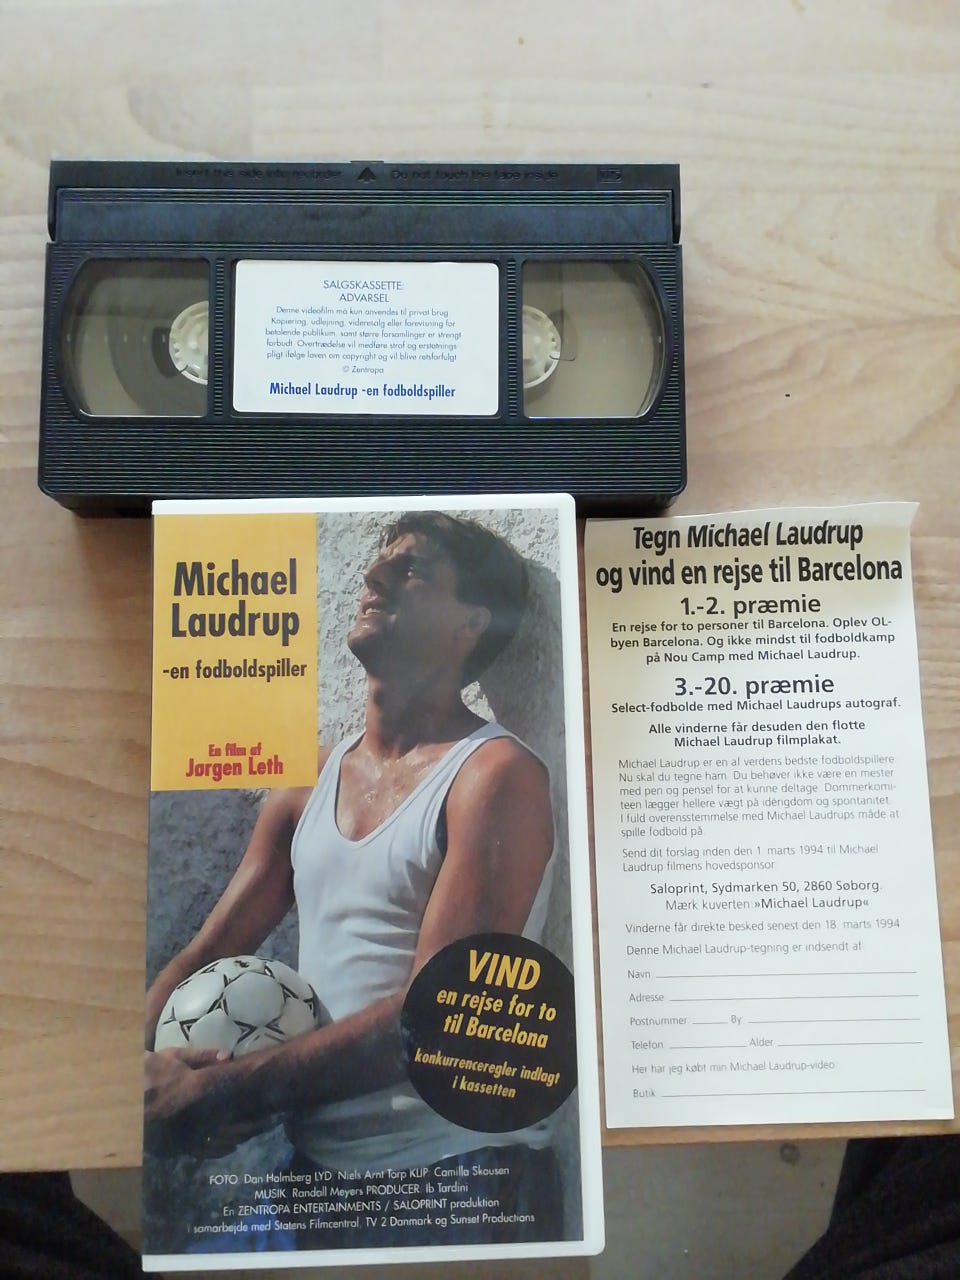 Insert this side into recorder Do not touch the tape inside
VHS
SALGSKASSETTE:
ADVARSEL
Denne videofilm må kun anvendes til privat brug
Kopiering, udlejning, videresalg eller forevisning for
betalende publikum, samt større forsamlinger er strengt
forbudt. Overtrædelse vil medføre straf og erstatnings
pligt ifølge loven om copyright og vil blive retsforfulgt
© Zentropa
Michael Laudrup -en fodboldspiller
Michael
Laudrup
-en fodboldspiller
En film af
Jørgen Leth
VIND
en rejse for to
til Barcelona
konkurrenceregler indlagt
i kassetten
FOTO Dan Holmberg LYD Niels Arnt Torp KLIP Camilla Skousen
MUSIK Randall Meyers PRODUCER Ib Tardini
En ZENTROPA ENTERTAINMENTS / SALOPRINT produktion
i samarbejde med Statens Filmcentral, TV 2 Danmark og Sunset Productions
Tegn Michael Laudrup
og vind en rejse til Barcelona
1.-2. præmie
En rejse for to personer til Barcelona. Oplev OL-
byen Barcelona. Og ikke mindst til fodboldkamp
på Nou Camp med Michael Laudrup.
3.-20. præmie
Select-fodbolde med Michael Laudrups autograf.
Alle vinderne får desuden den flotte
Michael Laudrup filmplakat.
Michael Laudrup er en af verdens bedste fodboldspillere.
Nu skal du tegne ham. Du behøver ikke være en mester
med pen og pensel for at kunne deltage. Dommerkomi-
teen lægger hellere vægt på idérigdom og spontanitet.
I fuld overensstemmelse med Michael Laudrups måde at
spille fodbold på.
Send dit forslag inden den 1. marts 1994 til Michael
Laudrup filmens hovedsponsor:
Saloprint, Sydmarken 50, 2860 Søborg.
Mærk kuverten: »Michael Laudrup«
Vinderne får direkte besked senest den 18. marts 1994
Denne Michael Laudrup-tegning er indsendt af:
Navn:
Adresse
Postnummer: By:
Telefon: Alder
Her har jeg købt min Michael Laudrup-video:
Butik: